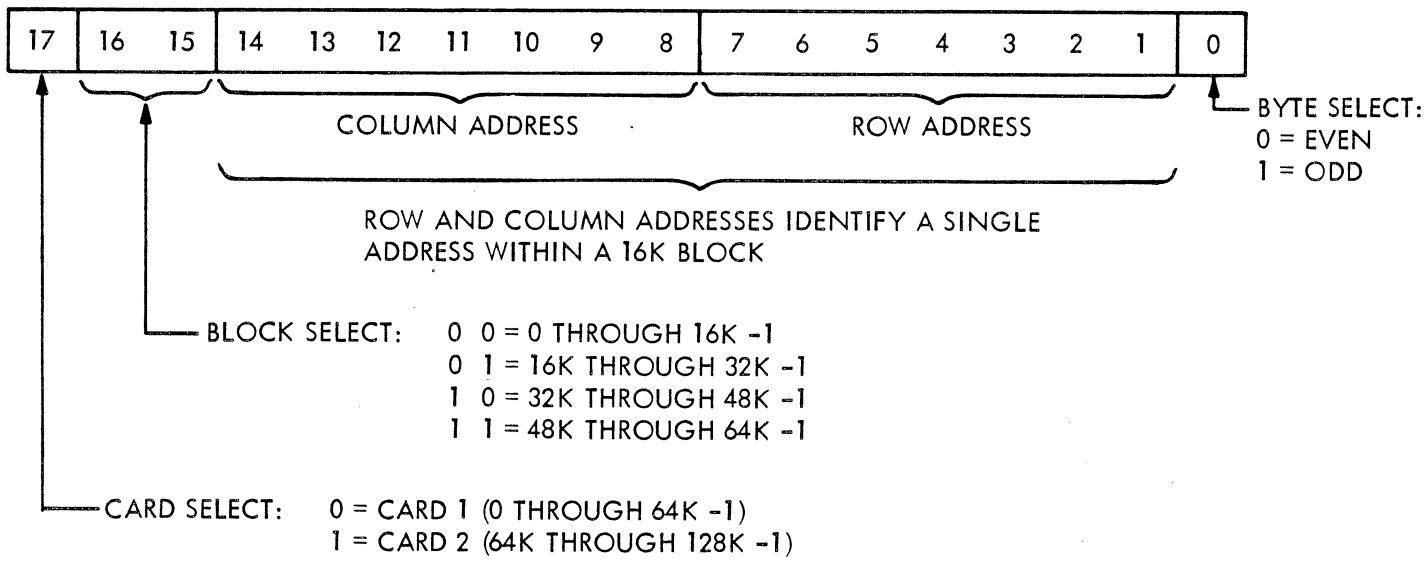 17 16 15 14 13 12 11 10 9 8 7 6 5 4 3 2 1 0
COLUMN ADDRESS
ROW ADDRESS
BYTE SELECT:
0 = EVEN
1 = ODD
ROW AND COLUMN ADDRESSES IDENTIFY A SINGLE
ADDRESS WITHIN A 16K BLOCK
BLOCK SELECT: 0 0 = 0 THROUGH 16K -1
0 1 = 16K THROUGH 32K -1
1 0 = 32K THROUGH 48K -1
1 1 = 48K THROUGH 64K -1
CARD SELECT: 0 = CARD 1 (0 THROUGH 64K -1)
1 = CARD 2 (64K THROUGH 128K -1)